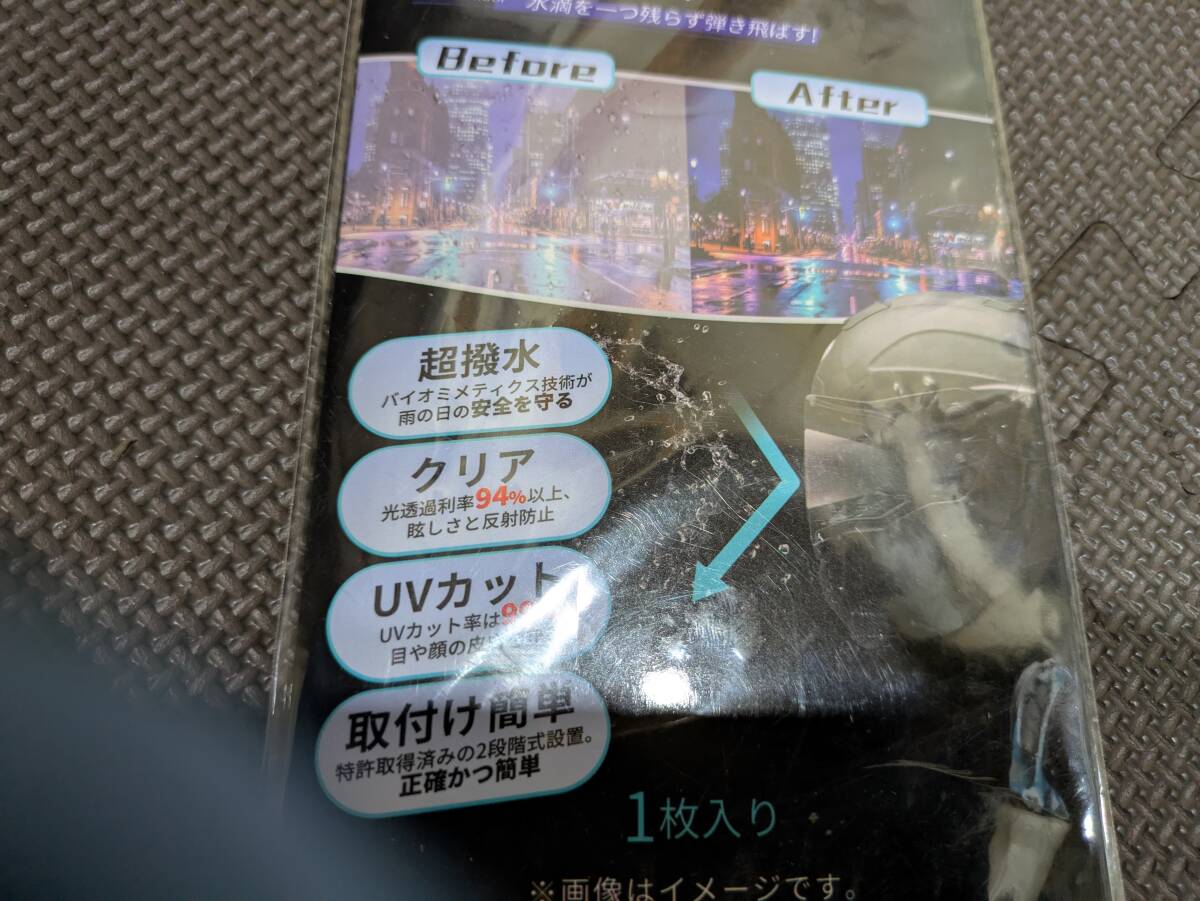 水滴を一つ残らず弾き飛ばす!
Before
After
超撥水
バイオミメティクス技術が
雨の日の安全を守る
クリア
光透過利率94%以上、
眩しさと反射防止
UVカット
UVカット率は9
目や顔の
取付け簡単
特許取得済みの2段階式設置。
正確かつ簡単
1枚入り
※画像はイメージです。